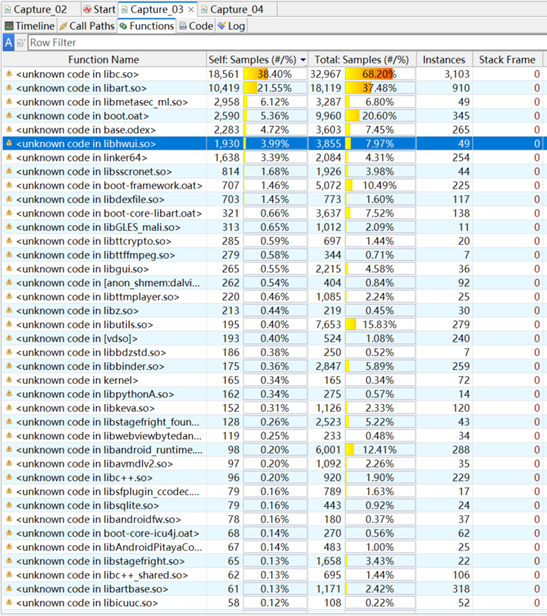 Capture_02 Start Capture_03 Capture_04
Timeline Call Paths Functions Code Log
A Row Filter
Function Name Self: Samples (#/%) Total: Samples (#/%) Instances Stack Frame
<unknown code in libc.so> 18,561 38.40% 32,967 68.20% 3,103 0
<unknown code in libart.so> 10,419 21.55% 18,119 37.48% 910 0
<unknown code in libmetasec_ml.so> 2,958 6.12% 3,287 6.80% 49 0
<unknown code in boot.oat> 2,590 5.36% 9,960 20.60% 345 0
<unknown code in base.odex> 2,283 4.72% 3,603 7.45% 265 0
<unknown code in libhwui.so> 1,930 3.99% 3,855 7.97% 49 0
<unknown code in linker64> 1,638 3.39% 2,084 4.31% 254 0
<unknown code in libsscronet.so> 814 1.68% 1,926 3.98% 44 0
<unknown code in boot-framework.oat> 707 1.46% 5,072 10.49% 225 0
<unknown code in libdexfile.so> 703 1.45% 773 1.60% 117 0
<unknown code in boot-core-libart.oat> 321 0.66% 3,637 7.52% 138 0
<unknown code in libGLES_mali.so> 313 0.65% 1,012 2.09% 11 0
<unknown code in libttcrypto.so> 285 0.59% 697 1.44% 20 0
<unknown code in libttffmpeg.so> 279 0.58% 344 0.71% 7 0
<unknown code in libgui.so> 265 0.55% 2,215 4.58% 36 0
<unknown code in [anon_shmem:dalvi... 262 0.54% 404 0.84% 92 0
<unknown code in libttmplayer.so> 220 0.46% 1,085 2.24% 25 0
<unknown code in libz.so> 213 0.44% 219 0.45% 30 0
<unknown code in libutils.so> 195 0.40% 7,653 15.83% 279 0
<unknown code in [vdso]> 193 0.40% 524 1.08% 240 0
<unknown code in libbdzstd.so> 186 0.38% 250 0.52% 7 0
<unknown code in libbinder.so> 175 0.36% 2,847 5.89% 259 0
<unknown code in kernel> 165 0.34% 165 0.34% 72 0
<unknown code in libpythonA.so> 162 0.34% 275 0.57% 14 0
<unknown code in libkeva.so> 152 0.31% 1,126 2.33% 120 0
<unknown code in libstagefright_foun... 128 0.26% 2,523 5.22% 43 0
<unknown code in libwebviewbytedan... 119 0.25% 233 0.48% 34 0
<unknown code in libandroid_runtime.... 98 0.20% 6,001 12.41% 288 0
<unknown code in libavmdlv2.so> 97 0.20% 1,092 2.26% 35 0
<unknown code in libc++.so> 96 0.20% 920 1.90% 229 0
<unknown code in libsfplugin_ccodec.... 79 0.16% 789 1.63% 17 0
<unknown code in libsqlite.so> 79 0.16% 443 0.92% 24 0
<unknown code in libandroidfw.so> 78 0.16% 180 0.37% 37 0
<unknown code in boot-core-icu4j.oat> 68 0.14% 270 0.56% 62 0
<unknown code in libAndroidPitayaCo... 67 0.14% 483 1.00% 25 0
<unknown code in libstagefright.so> 65 0.13% 1,658 3.43% 22 0
<unknown code in libc++_shared.so> 62 0.13% 695 1.44% 106 0
<unknown code in libartbase.so> 61 0.13% 1,171 2.42% 318 0
<unknown code in libicuuc.so> 58 0.12% 108 0.22% 52 0